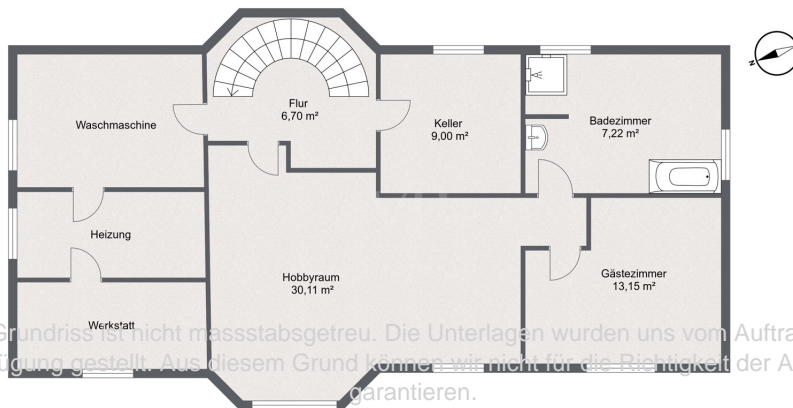 N
Flur
6,70 m²
Waschmaschine
Keller
9,00 m²
Badezimmer
7,22 m²
Heizung
Hobbyraum
30,11 m²
Gästezimmer
13,15 m²
Werkstatt
Grundriss ist nicht massstabsgetreu. Die Unterlagen wurden uns vom Auftra
ügung gestellt. Aus diesem Grund können wir nicht für die Richtigkeit der A
garantieren.